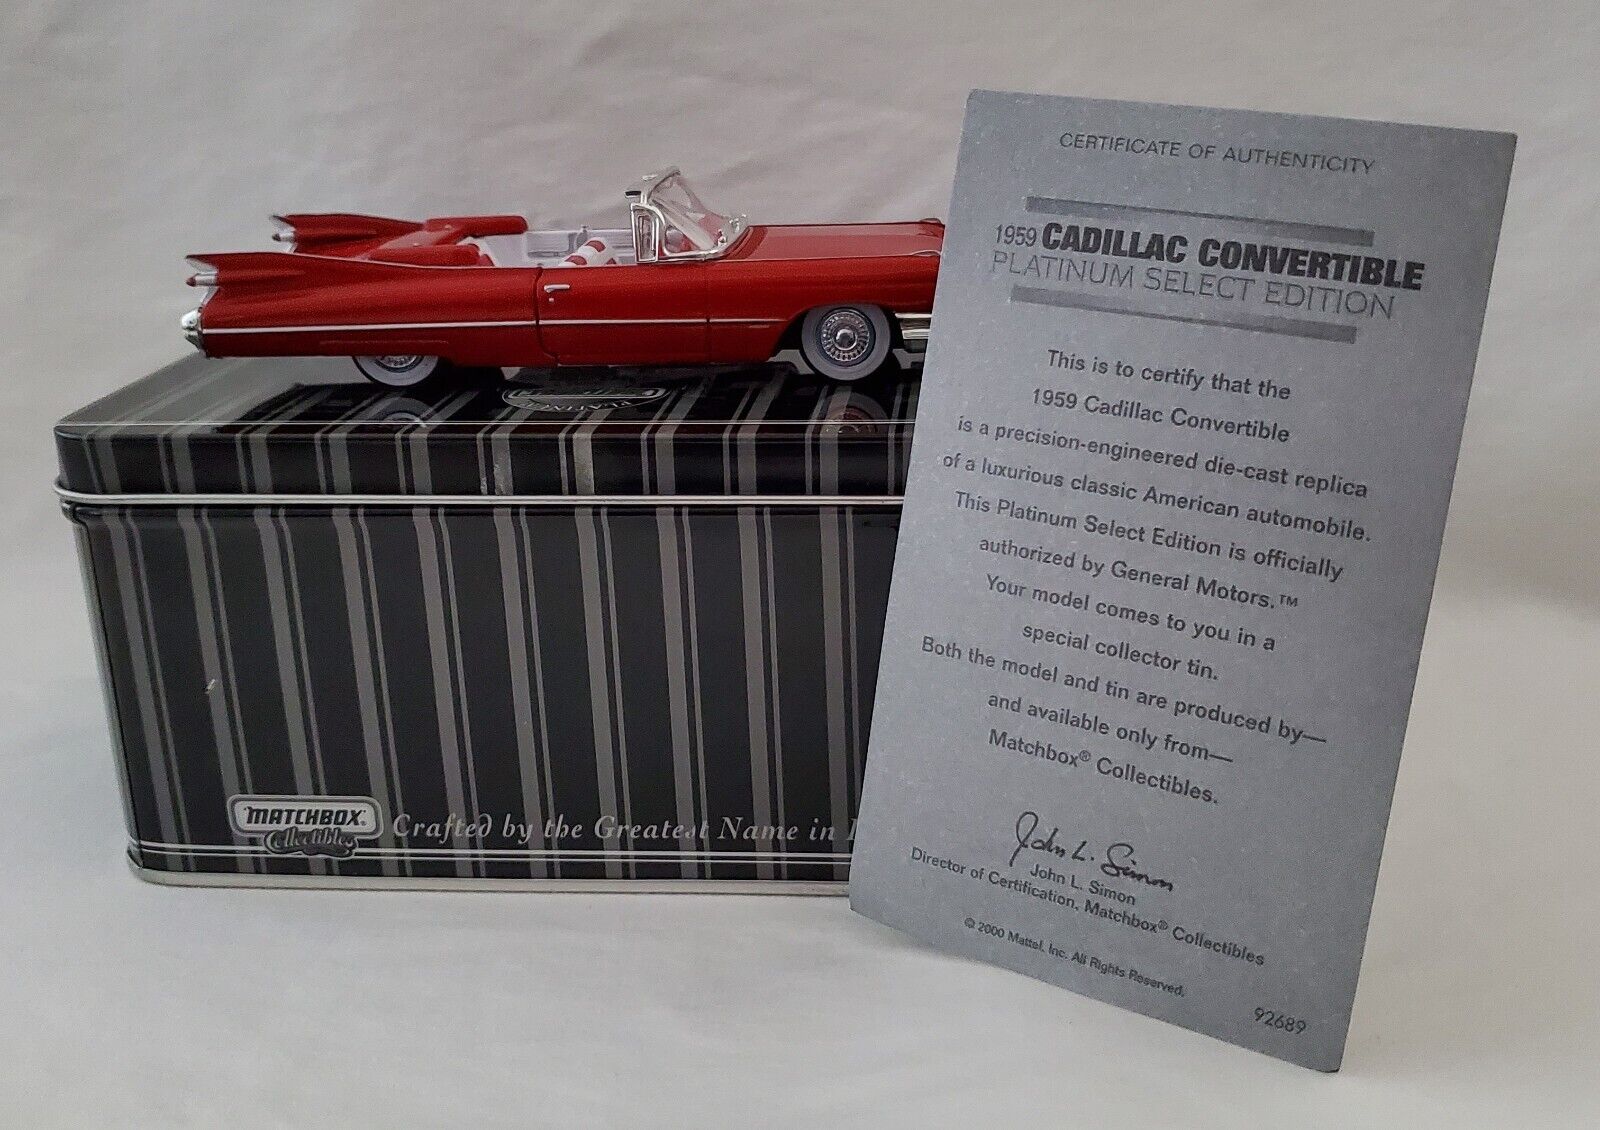 CERTIFICATE OF AUTHENTICITY
1959 CADILLAC CONVERTIBLE
PLATINUM SELECT EDITION
This is to certify that the
1959 Cadillac Convertible
is a precision-engineered die-cast replica
of a luxurious classic American automobile.
This Platinum Select Edition is officially
authorized by General Motors.™
Your model comes to you in a
special collector tin.
Both the model and tin are produced by—
and available only from—
Matchbox® Collectibles.
John L. Simon
John L. Simon
Director of Certification, Matchbox® Collectibles
© 2000 Mattel, Inc. All Rights Reserved.
92689
MATCHBOX®
Collectibles
Crafted by the Greatest Name in